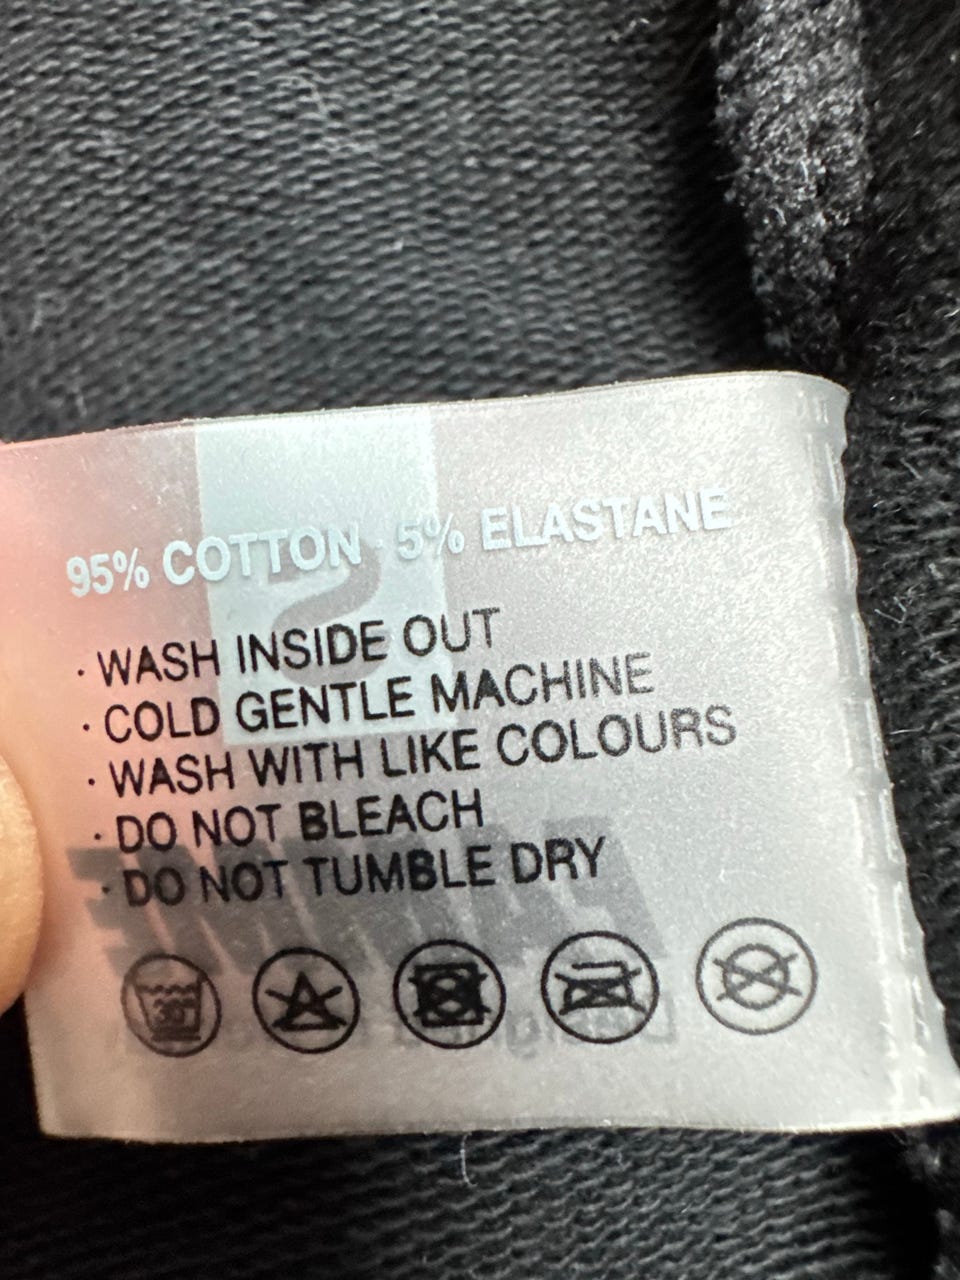 95% COTTON 5% ELASTANE
S
· WASH INSIDE OUT
· COLD GENTLE MACHINE
· WASH WITH LIKE COLOURS
· DO NOT BLEACH
· DO NOT TUMBLE DRY
30°